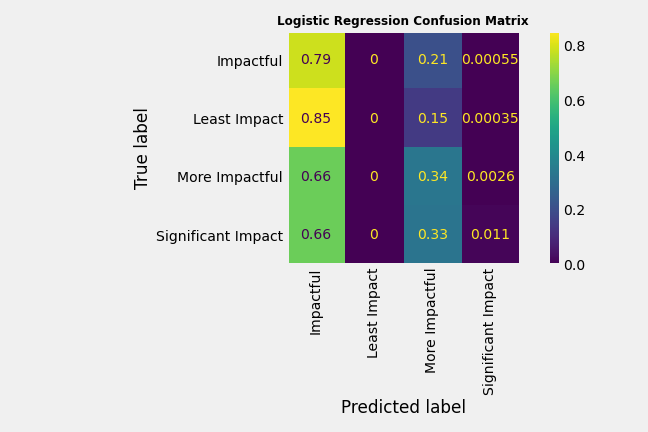 Logistic Regression Confusion Matrix
True label
Impactful 0.79 0 0.21 0.00055
Least Impact 0.85 0 0.15 0.00035
More Impactful 0.66 0 0.34 0.0026
Significant Impact 0.66 0 0.33 0.011
Impactful
Least Impact
More Impactful
Significant Impact
Predicted label
0.8
0.6
0.4
0.2
0.0